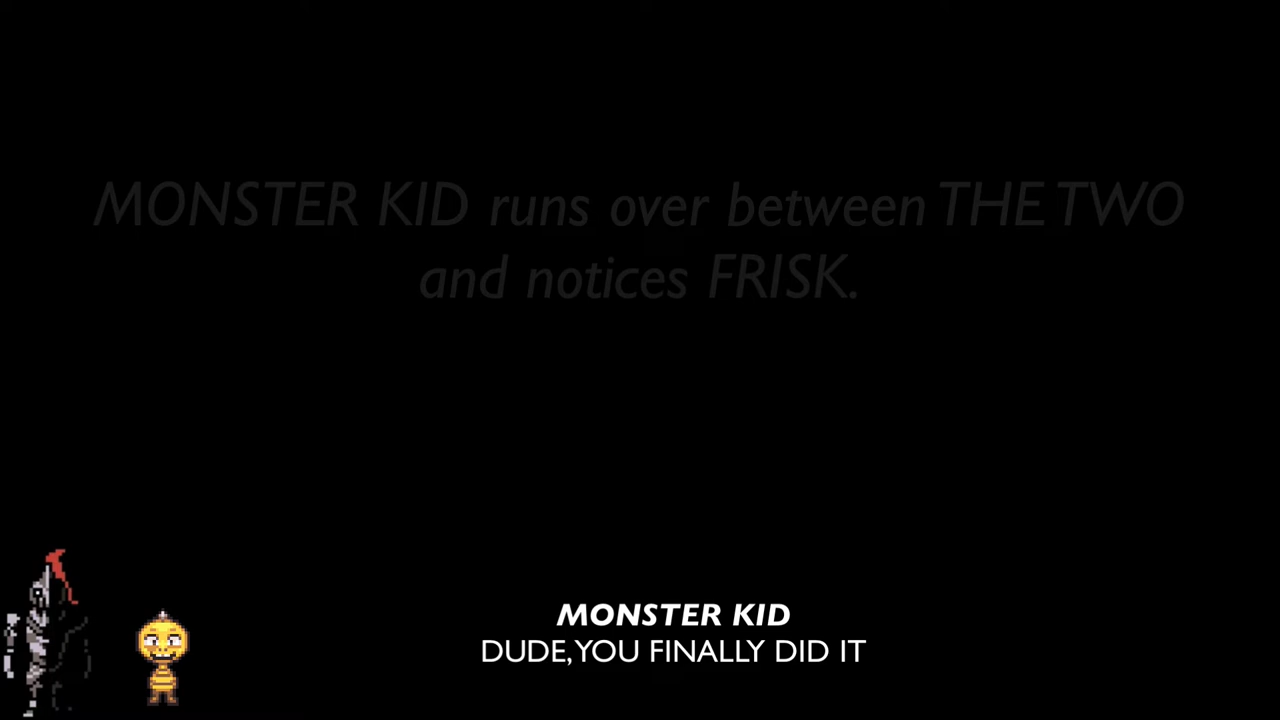 MONSTER KID runs over between THE TWO
and notices FRISK.
MONSTER KID
DUDE, YOU FINALLY DID IT